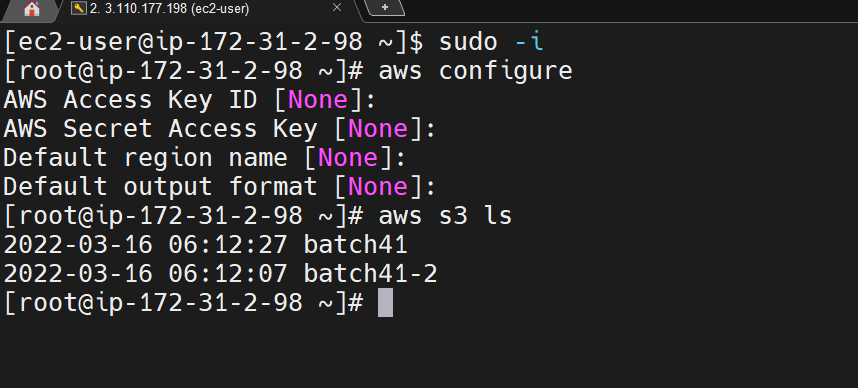 2. 3.110.177.198 (ec2-user)
[ec2-user@ip-172-31-2-98 ~]$ sudo -i
[root@ip-172-31-2-98 ~]# aws configure
AWS Access Key ID [None]:
AWS Secret Access Key [None]:
Default region name [None]:
Default output format [None]:
[root@ip-172-31-2-98 ~]# aws s3 ls
2022-03-16 06:12:27 batch41
2022-03-16 06:12:07 batch41-2
[root@ip-172-31-2-98 ~]#